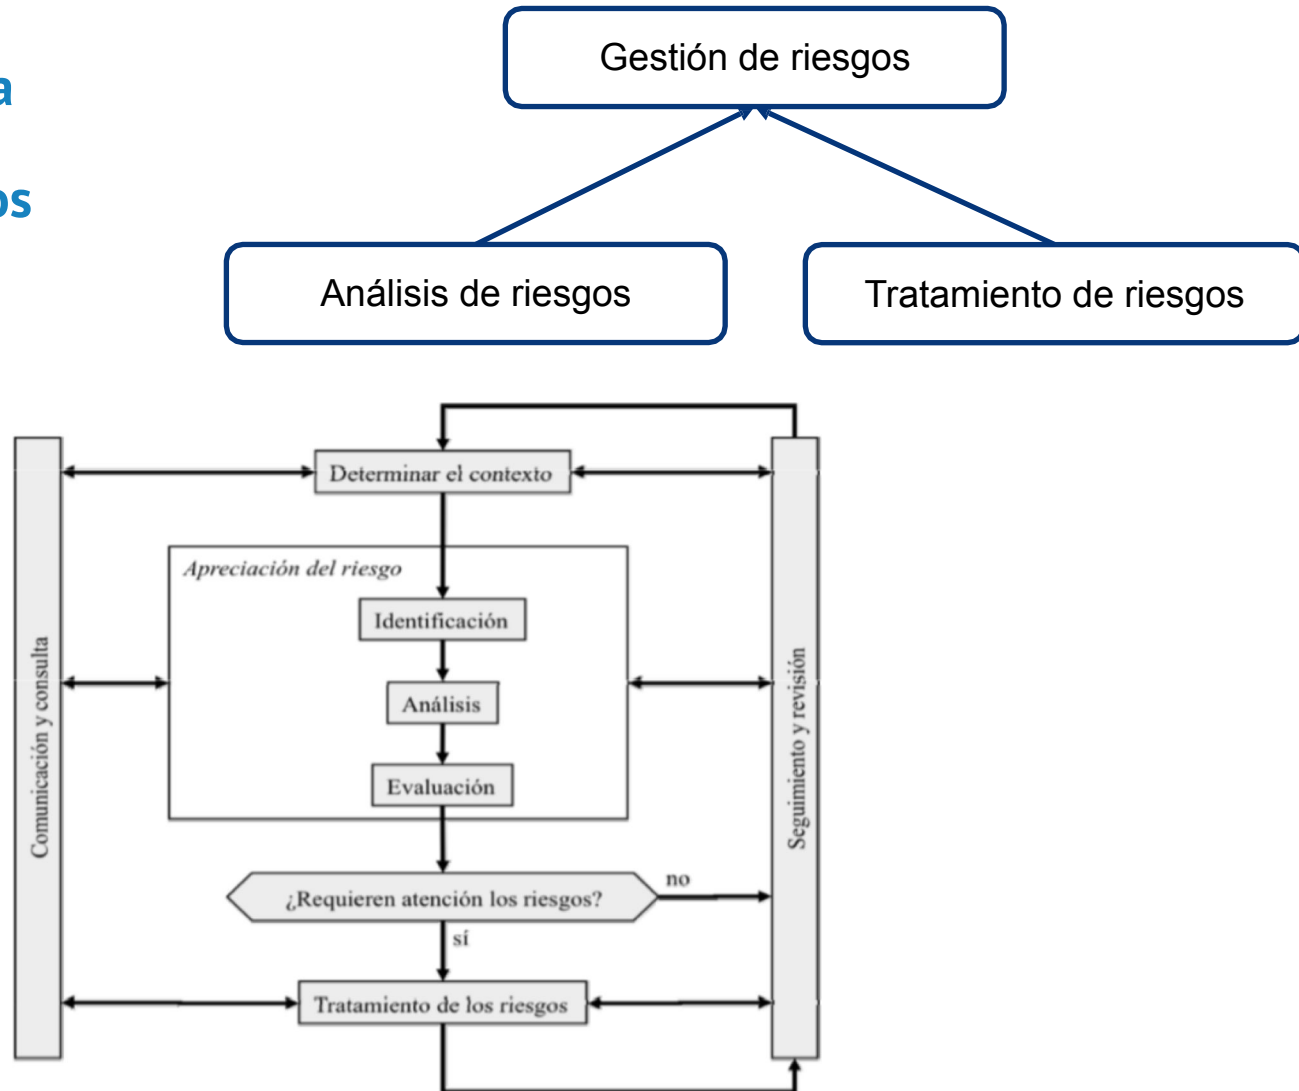 Gestión de riesgos
Análisis de riesgos
Tratamiento de riesgos
Determinar el contexto
Apreciación del riesgo
Identificación
Análisis
Evaluación
¿Requieren atención los riesgos?
no
sí
Tratamiento de los riesgos
Comunicación y consulta
Seguimiento y revisión